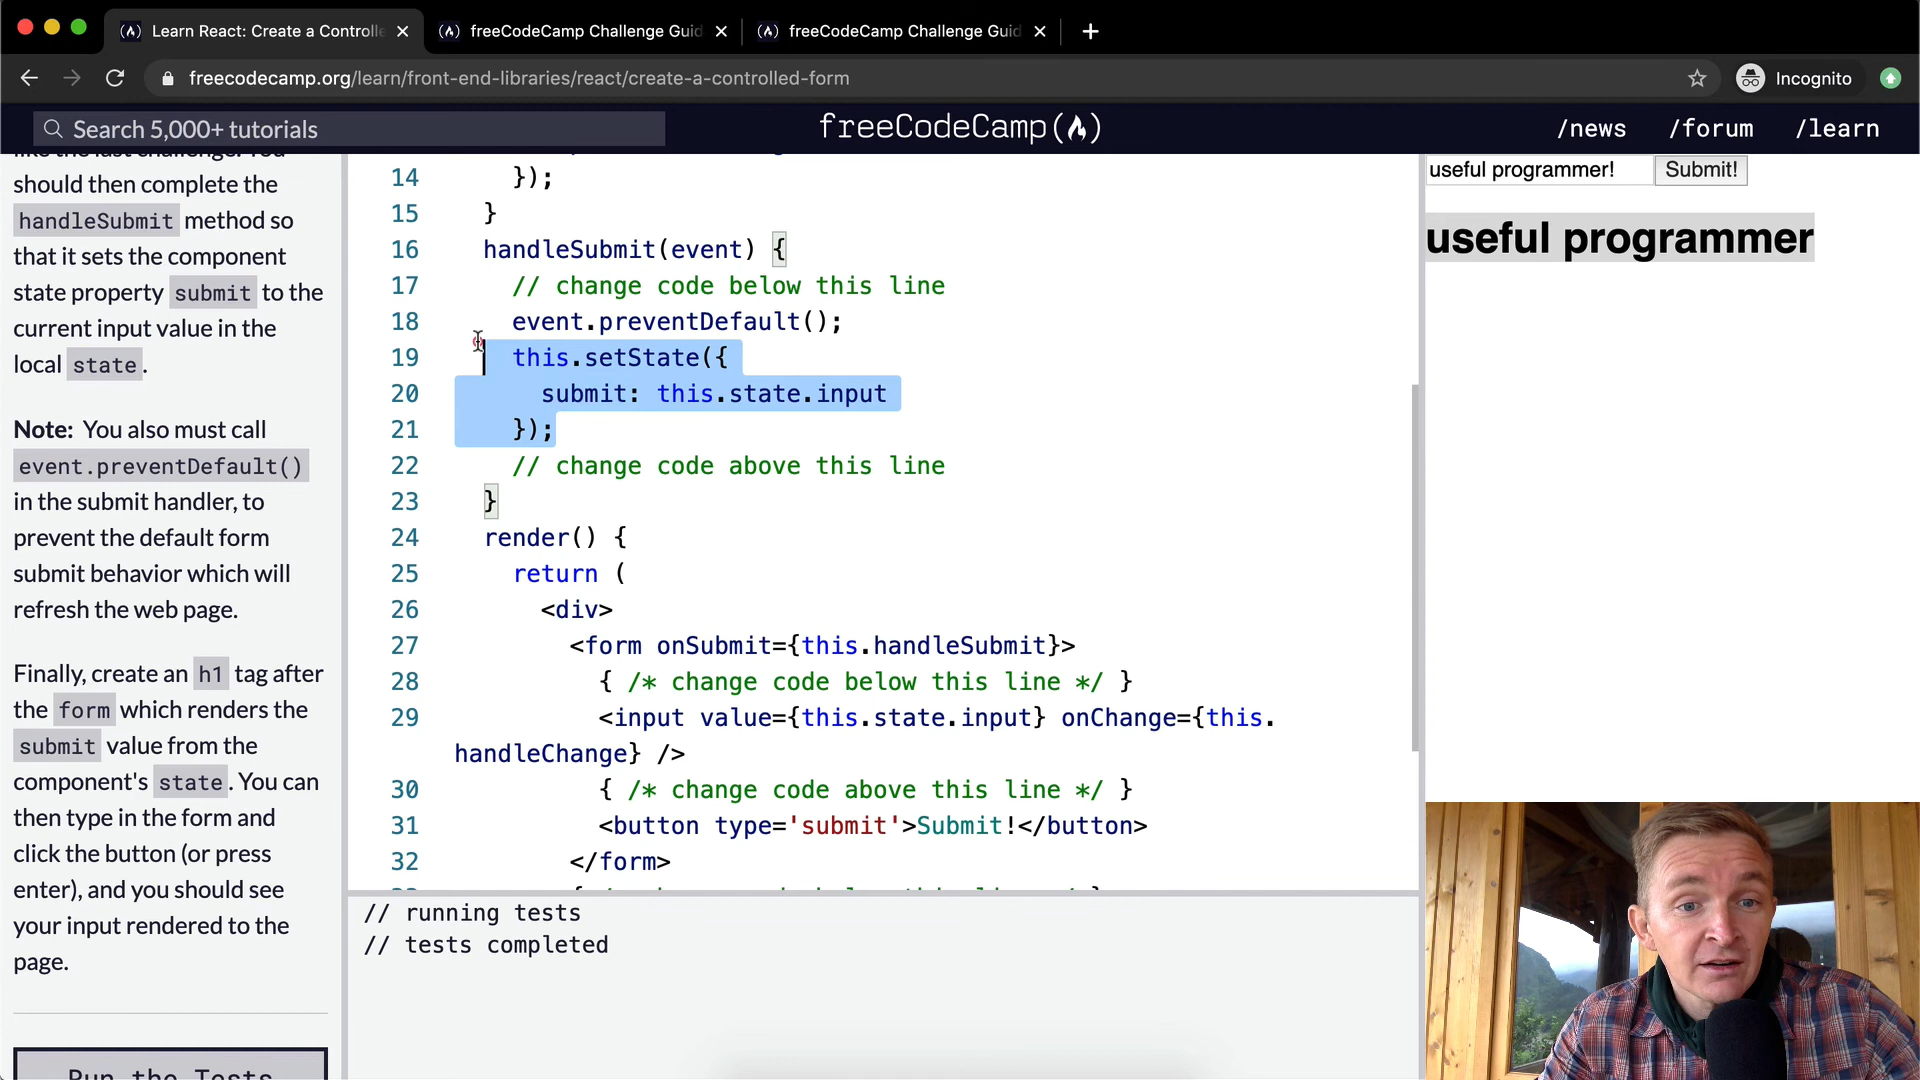 Learn React: Create a Controlle
freeCodeCamp Challenge Guid
freeCodeCamp Challenge Guid
freecodecamp.org/learn/front-end-libraries/react/create-a-controlled-form
Incognito
Search 5,000+ tutorials
freeCodeCamp
/news
/forum
/learn
like the last challenge. You
should then complete the
handleSubmit method so
that it sets the component
state property submit to the
current input value in the
local state.
Note: You also must call
event.preventDefault()
in the submit handler, to
prevent the default form
submit behavior which will
refresh the web page.
Finally, create an h1 tag after
the form which renders the
submit value from the
component's state. You can
then type in the form and
click the button (or press
enter), and you should see
your input rendered to the
page.
Run the Tests
14 });
15 }
16 handleSubmit(event) {
17 // change code below this line
18 event.preventDefault();
19 this.setState({
20 submit: this.state.input
21 });
22 // change code above this line
23 }
24 render() {
25 return (
26 <div>
27 <form onSubmit={this.handleSubmit}>
28 { /* change code below this line */ }
29 <input value={this.state.input} onChange={this.
handleChange} />
30 { /* change code above this line */ }
31 <button type='submit'>Submit!</button>
32 </form>
// running tests
// tests completed
useful programmer!
Submit!
useful programmer